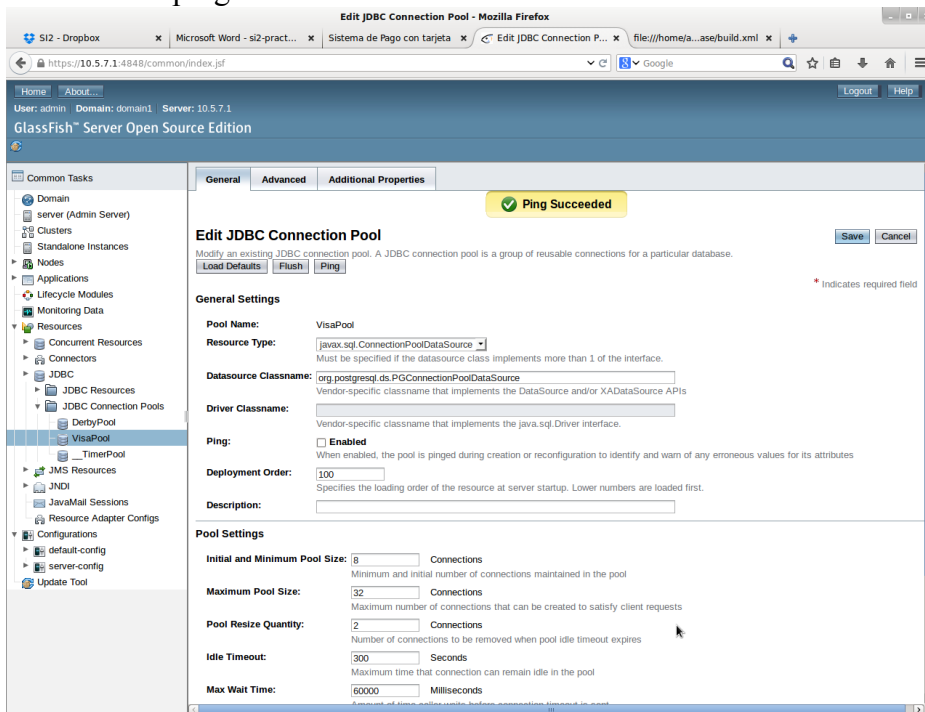 Edit JDBC Connection Pool - Mozilla Firefox
SI2 - Dropbox × Microsoft Word - si2-pract... × Sistema de Pago con tarjeta × Edit JDBC Connection P... × file:///home/a...ase/build.xml ×
https://10.5.7.1:4848/common/index.jsf Google
Home About... Logout Help
User: admin Domain: domain1 Server: 10.5.7.1
GlassFish™ Server Open Source Edition
Common Tasks
Domain
server (Admin Server)
Clusters
Standalone Instances
Nodes
Applications
Lifecycle Modules
Monitoring Data
Resources
Concurrent Resources
Connectors
JDBC
JDBC Resources
JDBC Connection Pools
DerbyPool
VisaPool
__TimerPool
JMS Resources
JNDI
JavaMail Sessions
Resource Adapter Configs
Configurations
default-config
server-config
Update Tool
General Advanced Additional Properties
Ping Succeeded
Edit JDBC Connection Pool
Save Cancel
Modify an existing JDBC connection pool. A JDBC connection pool is a group of reusable connections for a particular database.
Load Defaults Flush Ping
* Indicates required field
General Settings
Pool Name: VisaPool
Resource Type: javax.sql.ConnectionPoolDataSource
Must be specified if the datasource class implements more than 1 of the interface.
Datasource Classname: org.postgresql.ds.PGConnectionPoolDataSource
Vendor-specific classname that implements the DataSource and/or XADataSource APIs
Driver Classname:
Vendor-specific classname that implements the java.sql.Driver interface.
Ping: Enabled
When enabled, the pool is pinged during creation or reconfiguration to identify and warn of any erroneous values for its attributes
Deployment Order: 100
Specifies the loading order of the resource at server startup. Lower numbers are loaded first.
Description:
Pool Settings
Initial and Minimum Pool Size: 8 Connections
Minimum and initial number of connections maintained in the pool
Maximum Pool Size: 32 Connections
Maximum number of connections that can be created to satisfy client requests
Pool Resize Quantity: 2 Connections
Number of connections to be removed when pool idle timeout expires
Idle Timeout: 300 Seconds
Maximum time that connection can remain idle in the pool
Max Wait Time: 60000 Milliseconds